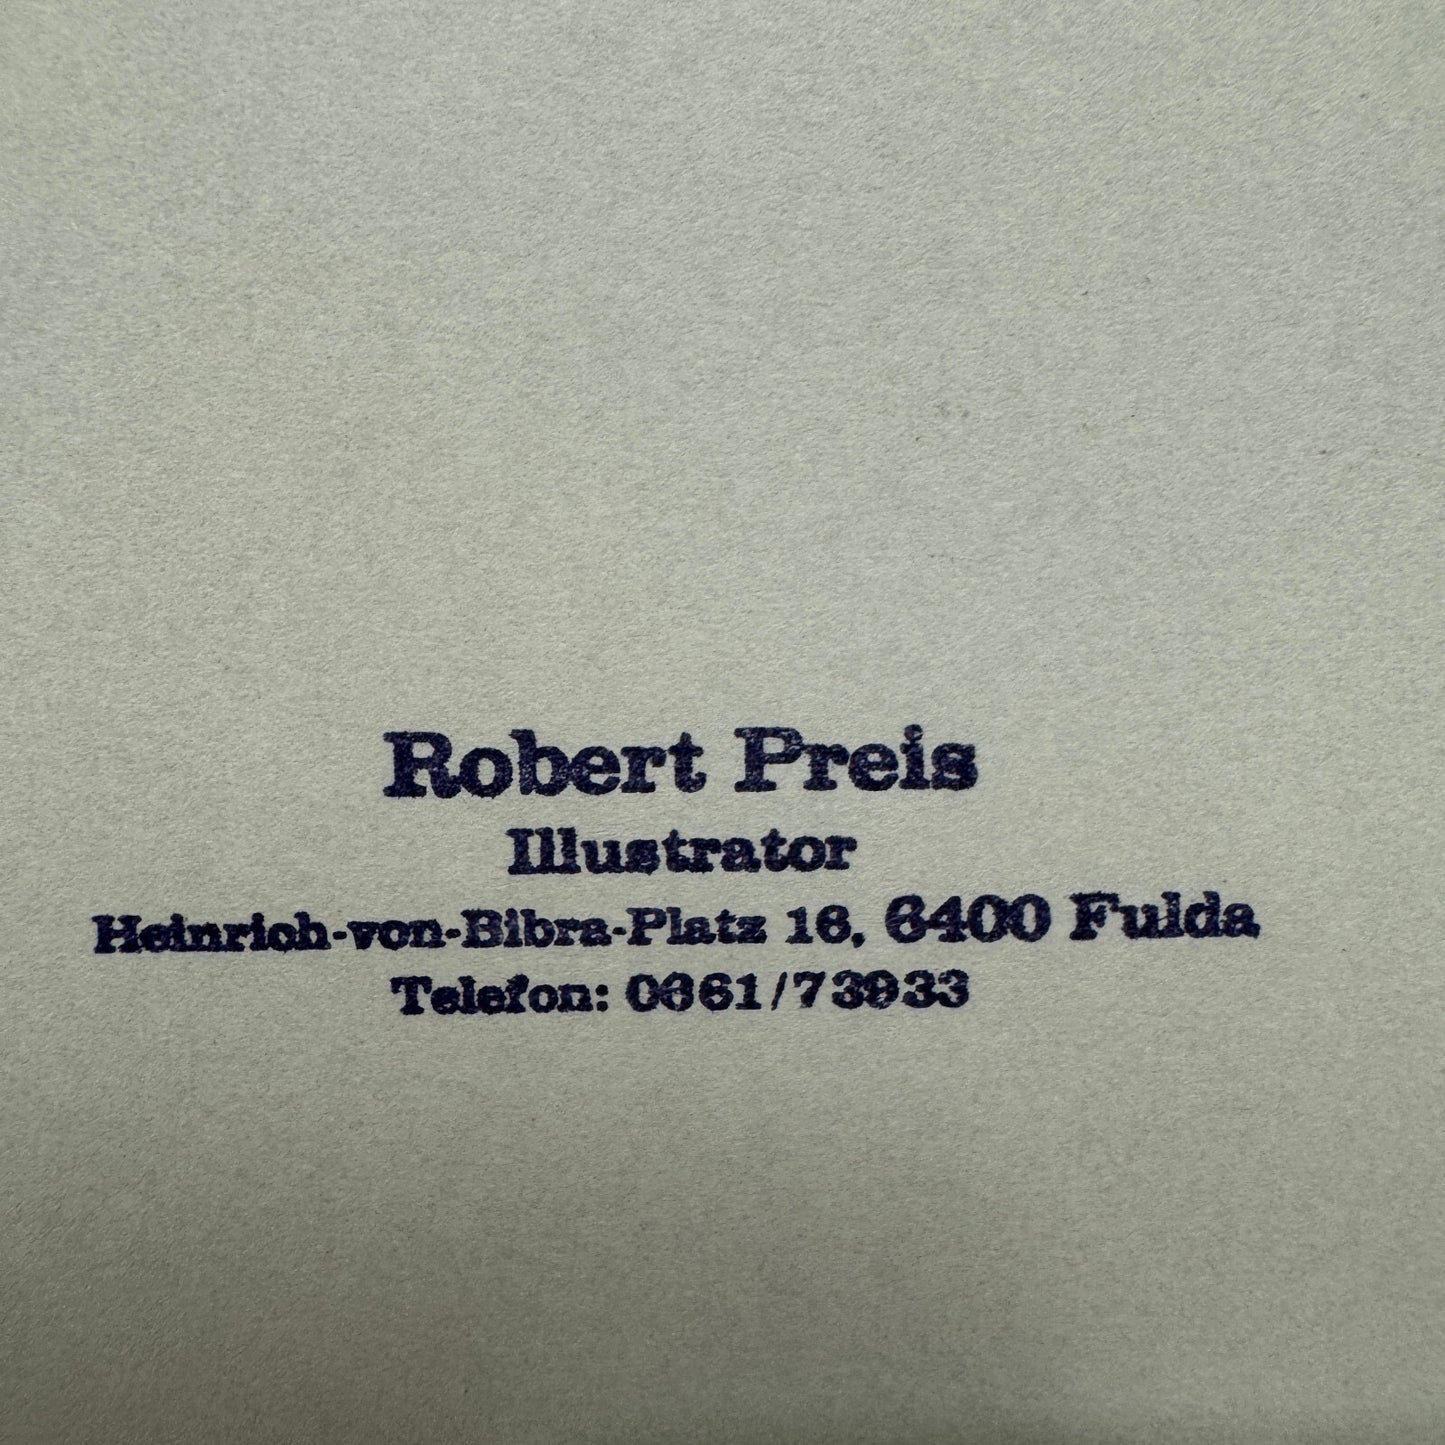 Robert Preis
Illustrator
Heinrich-von-Bibra-Platz 16, 6400 Fulda
Telefon: 0661/73933